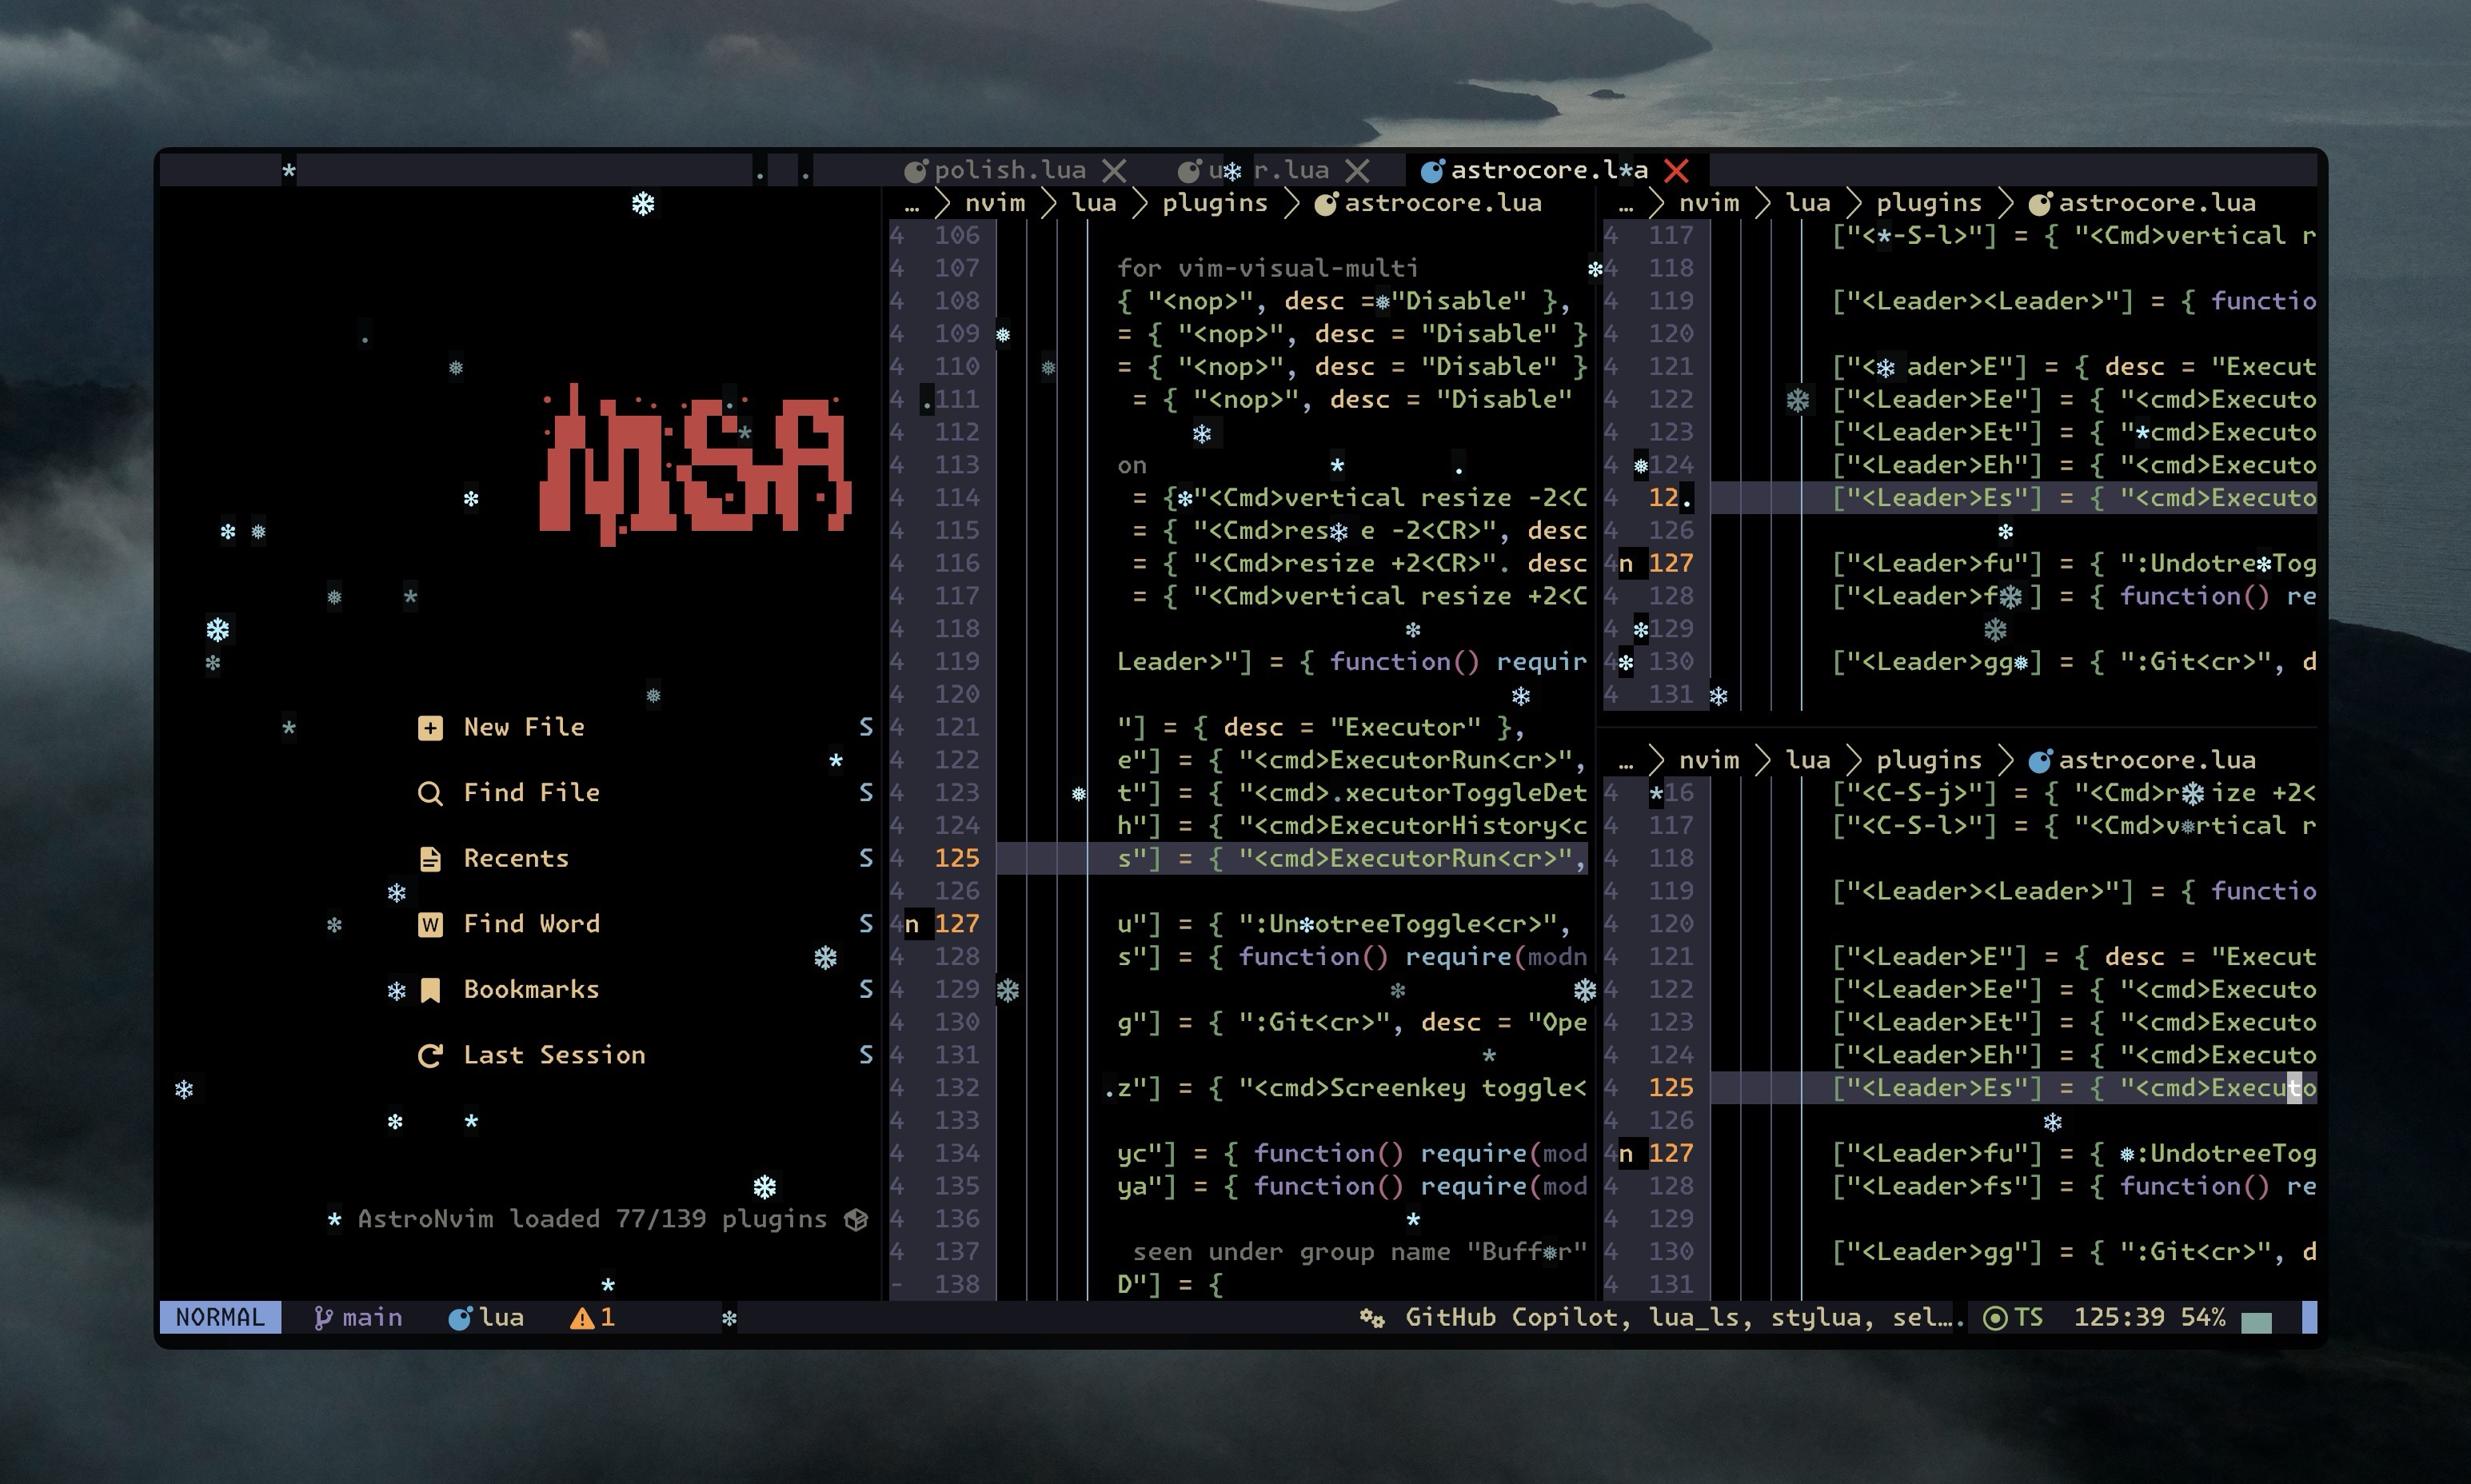 polish.lua
r.lua
astrocore.l*a
MSA
New File S
Find File S
Recents S
Find Word S
Bookmarks S
Last Session S
AstroNvim loaded 77/139 plugins
… nvim lua plugins astrocore.lua
4 106
4 107 for vim-visual-multi
4 108 { "<nop>", desc = "Disable" },
4 109 = { "<nop>", desc = "Disable" }
4 110 = { "<nop>", desc = "Disable" }
4 111 = { "<nop>", desc = "Disable"
4 112
4 113 on
4 114 = { "<Cmd>vertical resize -2<C
4 115 = { "<Cmd>res e -2<CR>", desc
4 116 = { "<Cmd>resize +2<CR>". desc
4 117 = { "<Cmd>vertical resize +2<C
4 118
4 119 Leader>"] = { function() requir
4 120
4 121 "] = { desc = "Executor" },
4 122 e"] = { "<cmd>ExecutorRun<cr>",
4 123 t"] = { "<cmd>.xecutorToggleDet
4 124 h"] = { "<cmd>ExecutorHistory<c
4 125 s"] = { "<cmd>ExecutorRun<cr>",
4 126
4n 127 u"] = { ":Un*otreeToggle<cr>",
4 128 s"] = { function() require(modn
4 129
4 130 g"] = { ":Git<cr>", desc = "Ope
4 131
4 132 .z"] = { "<cmd>Screenkey toggle<
4 133
4 134 yc"] = { function() require(mod
4 135 ya"] = { function() require(mod
4 136
4 137 seen under group name "Buff*r"
- 138 D"] = {
… nvim lua plugins astrocore.lua
4 117 ["<*-S-l>"] = { "<Cmd>vertical r
4 118
4 119 ["<Leader><Leader>"] = { functio
4 120
4 121 ["< ader>E"] = { desc = "Execut
4 122 ["<Leader>Ee"] = { "<cmd>Executo
4 123 ["<Leader>Et"] = { "*cmd>Executo
4 124 ["<Leader>Eh"] = { "<cmd>Executo
4 12. ["<Leader>Es"] = { "<cmd>Executo
4 126
4n 127 ["<Leader>fu"] = { ":Undotre*Tog
4 128 ["<Leader>f ] = { function() re
4 129
4 130 ["<Leader>gg*] = { ":Git<cr>", d
4 131
… nvim lua plugins astrocore.lua
4 *16 ["<C-S-j>"] = { "<Cmd>r ize +2<
4 117 ["<C-S-l>"] = { "<Cmd>v*rtical r
4 118
4 119 ["<Leader><Leader>"] = { functio
4 120
4 121 ["<Leader>E"] = { desc = "Execut
4 122 ["<Leader>Ee"] = { "<cmd>Executo
4 123 ["<Leader>Et"] = { "<cmd>Executo
4 124 ["<Leader>Eh"] = { "<cmd>Executo
4 125 ["<Leader>Es"] = { "<cmd>Executo
4 126
4n 127 ["<Leader>fu"] = { *:UndotreeTog
4 128 ["<Leader>fs"] = { function() re
4 129
4 130 ["<Leader>gg"] = { ":Git<cr>", d
4 131
NORMAL main lua 1 GitHub Copilot, lua_ls, stylua, sel…. TS 125:39 54%